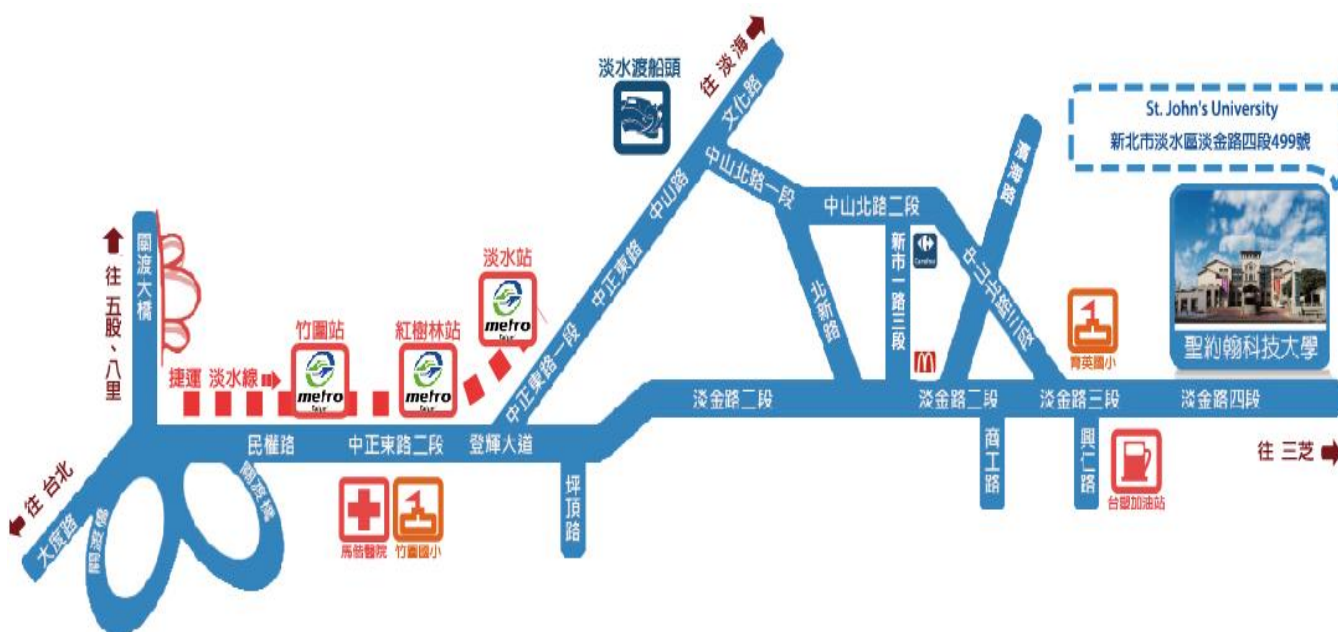 淡水渡船頭
往 淡海
文化路
St. John's University
新北市淡水區淡金路四段499號
中山北路一段
中山路
中山北路二段
關渡大橋
往 五股、八里
淡水站
metro
中正東路
新市一路三段
Carrefour
中山北路三段
北新路
竹圍站
metro
紅樹林站
metro
育英國小
聖約翰科技大學
捷運 淡水線
中正東路一段
淡金路二段
淡金路二段
淡金路三段
淡金路四段
民權路
中正東路二段
登輝大道
往 三芝
商工路
興仁路
台塑加油站
坪頂路
往 台北
大度路
關渡橋
關渡橋
馬偕醫院
竹圍國小